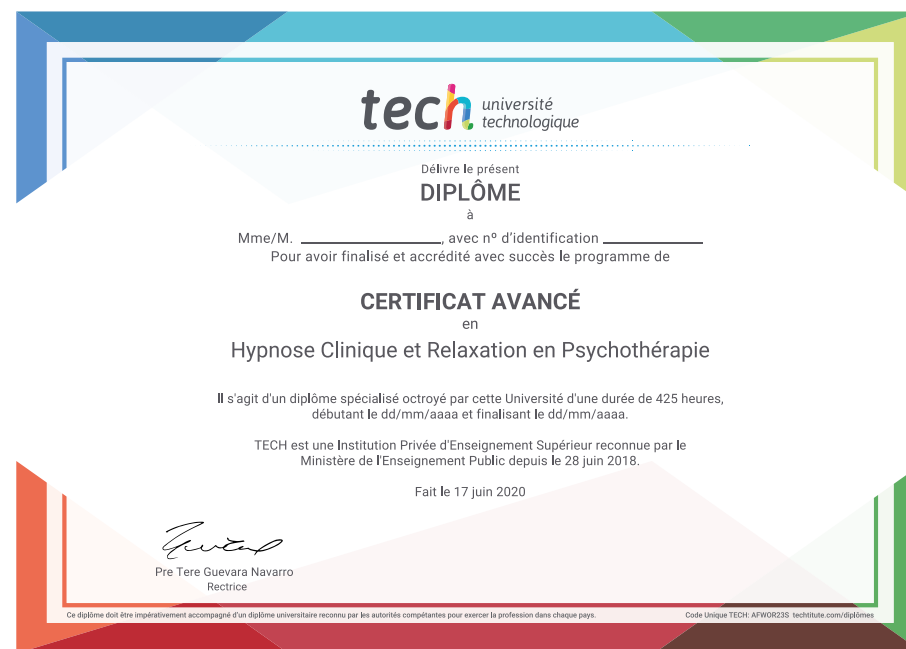 tech université
technologique
Délivre le présent
DIPLÔME
à
Mme/M. ____________________, avec nº d'identification ______________
Pour avoir finalisé et accrédité avec succès le programme de
CERTIFICAT AVANCÉ
en
Hypnose Clinique et Relaxation en Psychothérapie
Il s'agit d'un diplôme spécialisé octroyé par cette Université d'une durée de 425 heures,
débutant le dd/mm/aaaa et finalisant le dd/mm/aaaa.
TECH est une Institution Privée d'Enseignement Supérieur reconnue par le
Ministère de l'Enseignement Public depuis le 28 juin 2018.
Fait le 17 juin 2020
Pre Tere Guevara Navarro
Rectrice
Ce diplôme doit être impérativement accompagné d'un diplôme universitaire reconnu par les autorités compétentes pour exercer la profession dans chaque pays. Code Unique TECH: AFWOR23S techtitute.com/diplômes